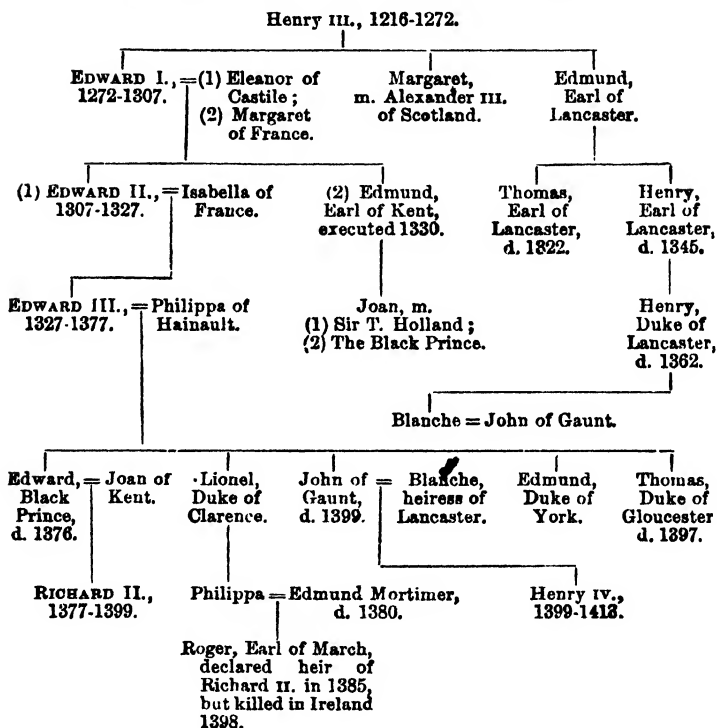 Henry III., 1216-1272.
EDWARD I., = (1) Eleanor of
1272-1307. Castile;
(2) Margaret
of France.
Margaret,
m. Alexander III.
of Scotland.
Edmund,
Earl of
Lancaster.
(1) EDWARD II., = Isabella of
1307-1327. France.
(2) Edmund,
Earl of Kent,
executed 1330.
Thomas,
Earl of
Lancaster,
d. 1322.
Henry,
Earl of
Lancaster,
d. 1345.
EDWARD III., = Philippa of
1327-1377. Hainault.
Joan, m.
(1) Sir T. Holland;
(2) The Black Prince.
Henry,
Duke of
Lancaster,
d. 1362.
Blanche = John of Gaunt.
Edward, = Joan of
Black Kent.
Prince,
d. 1376.
Lionel,
Duke of
Clarence.
John of = Blanche,
Gaunt, heiress of
d. 1399. Lancaster.
Edmund,
Duke of
York.
Thomas,
Duke of
Gloucester
d. 1397.
RICHARD II.,
1377-1399.
Philippa = Edmund Mortimer,
d. 1380.
Henry IV.,
1399-1413.
Roger, Earl of March,
declared heir of
Richard II. in 1385,
but killed in Ireland
1398.